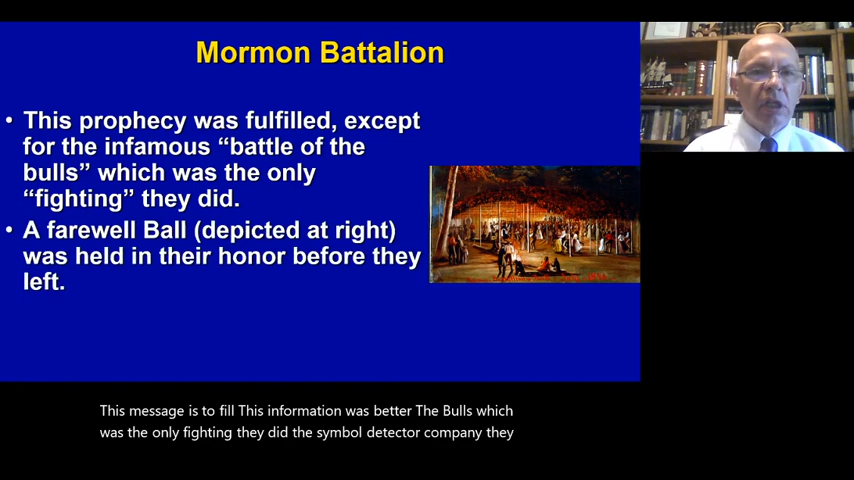 Mormon Battalion
• This prophecy was fulfilled, except
for the infamous “battle of the
bulls” which was the only
“fighting” they did.
• A farewell Ball (depicted at right)
was held in their honor before they
left.
This message is to fill This information was better The Bulls which
was the only fighting they did the symbol detector company they